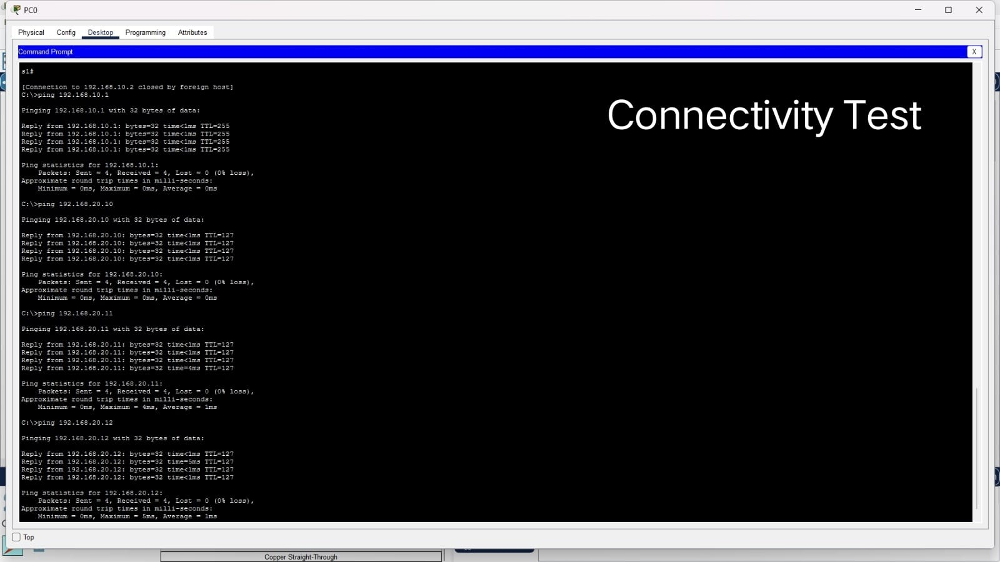 PC0
Physical Config Desktop Programming Attributes
Command Prompt
X
s1#
[Connection to 192.168.10.2 closed by foreign host]
C:\>ping 192.168.10.1
Connectivity Test
Pinging 192.168.10.1 with 32 bytes of data:
Reply from 192.168.10.1: bytes=32 time<1ms TTL=255
Reply from 192.168.10.1: bytes=32 time<1ms TTL=255
Reply from 192.168.10.1: bytes=32 time<1ms TTL=255
Reply from 192.168.10.1: bytes=32 time<1ms TTL=255
Ping statistics for 192.168.10.1:
Packets: Sent = 4, Received = 4, Lost = 0 (0% loss),
Approximate round trip times in milli-seconds:
Minimum = 0ms, Maximum = 0ms, Average = 0ms
C:\>ping 192.168.20.10
Pinging 192.168.20.10 with 32 bytes of data:
Reply from 192.168.20.10: bytes=32 time<1ms TTL=127
Reply from 192.168.20.10: bytes=32 time<1ms TTL=127
Reply from 192.168.20.10: bytes=32 time<1ms TTL=127
Reply from 192.168.20.10: bytes=32 time<1ms TTL=127
Ping statistics for 192.168.20.10:
Packets: Sent = 4, Received = 4, Lost = 0 (0% loss),
Approximate round trip times in milli-seconds:
Minimum = 0ms, Maximum = 0ms, Average = 0ms
C:\>ping 192.168.20.11
Pinging 192.168.20.11 with 32 bytes of data:
Reply from 192.168.20.11: bytes=32 time<1ms TTL=127
Reply from 192.168.20.11: bytes=32 time<1ms TTL=127
Reply from 192.168.20.11: bytes=32 time<1ms TTL=127
Reply from 192.168.20.11: bytes=32 time=4ms TTL=127
Ping statistics for 192.168.20.11:
Packets: Sent = 4, Received = 4, Lost = 0 (0% loss),
Approximate round trip times in milli-seconds:
Minimum = 0ms, Maximum = 4ms, Average = 1ms
C:\>ping 192.168.20.12
Pinging 192.168.20.12 with 32 bytes of data:
Reply from 192.168.20.12: bytes=32 time<1ms TTL=127
Reply from 192.168.20.12: bytes=32 time=5ms TTL=127
Reply from 192.168.20.12: bytes=32 time<1ms TTL=127
Reply from 192.168.20.12: bytes=32 time<1ms TTL=127
Ping statistics for 192.168.20.12:
Packets: Sent = 4, Received = 4, Lost = 0 (0% loss),
Approximate round trip times in milli-seconds:
Minimum = 0ms, Maximum = 5ms, Average = 1ms
Top
Copper Straight-Through